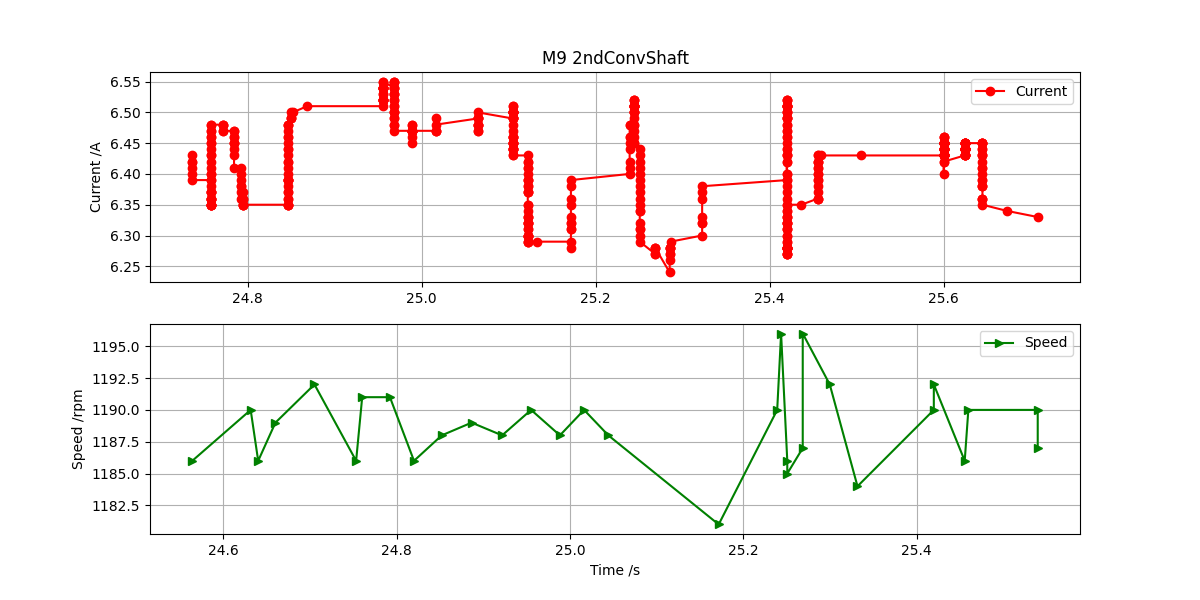 M9 2ndConvShaft
6.55
6.50
6.45
6.40
6.35
6.30
6.25
Current /A
Current
24.8 25.0 25.2 25.4 25.6
1195.0
1192.5
1190.0
1187.5
1185.0
1182.5
Speed /rpm
Speed
24.6 24.8 25.0 25.2 25.4
Time /s